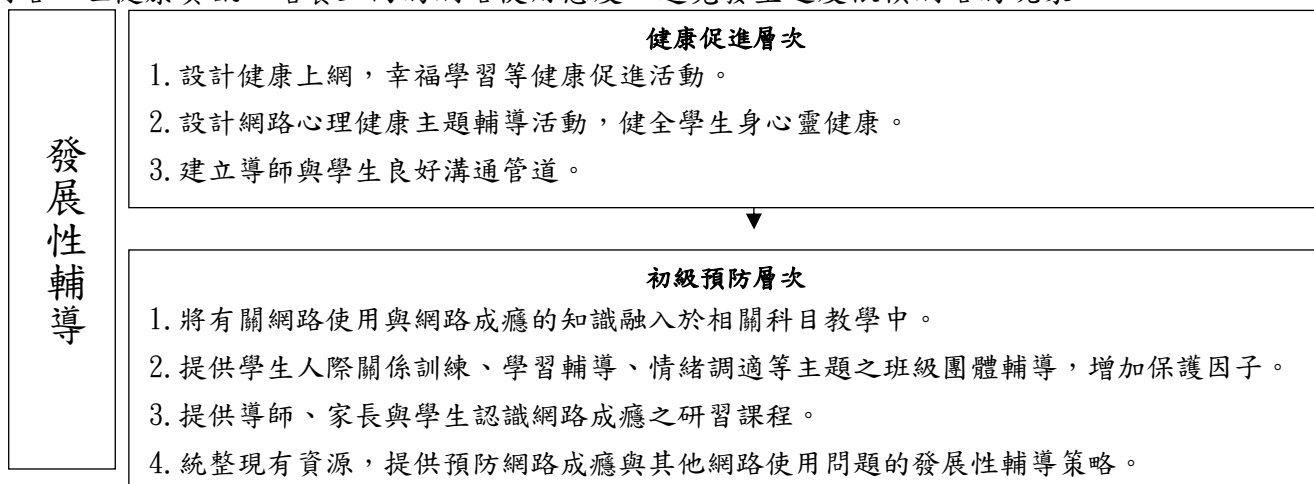 發展性輔導
健康促進層次
1.設計健康上網，幸福學習等健康促進活動。
2.設計網路心理健康主題輔導活動，健全學生身心靈健康。
3.建立導師與學生良好溝通管道。
初級預防層次
1.將有關網路使用與網路成癮的知識融入於相關科目教學中。
2.提供學生人際關係訓練、學習輔導、情緒調適等主題之班級團體輔導，增加保護因子。
3.提供導師、家長與學生認識網路成癮之研習課程。
4.統整現有資源，提供預防網路成癮與其他網路使用問題的發展性輔導策略。